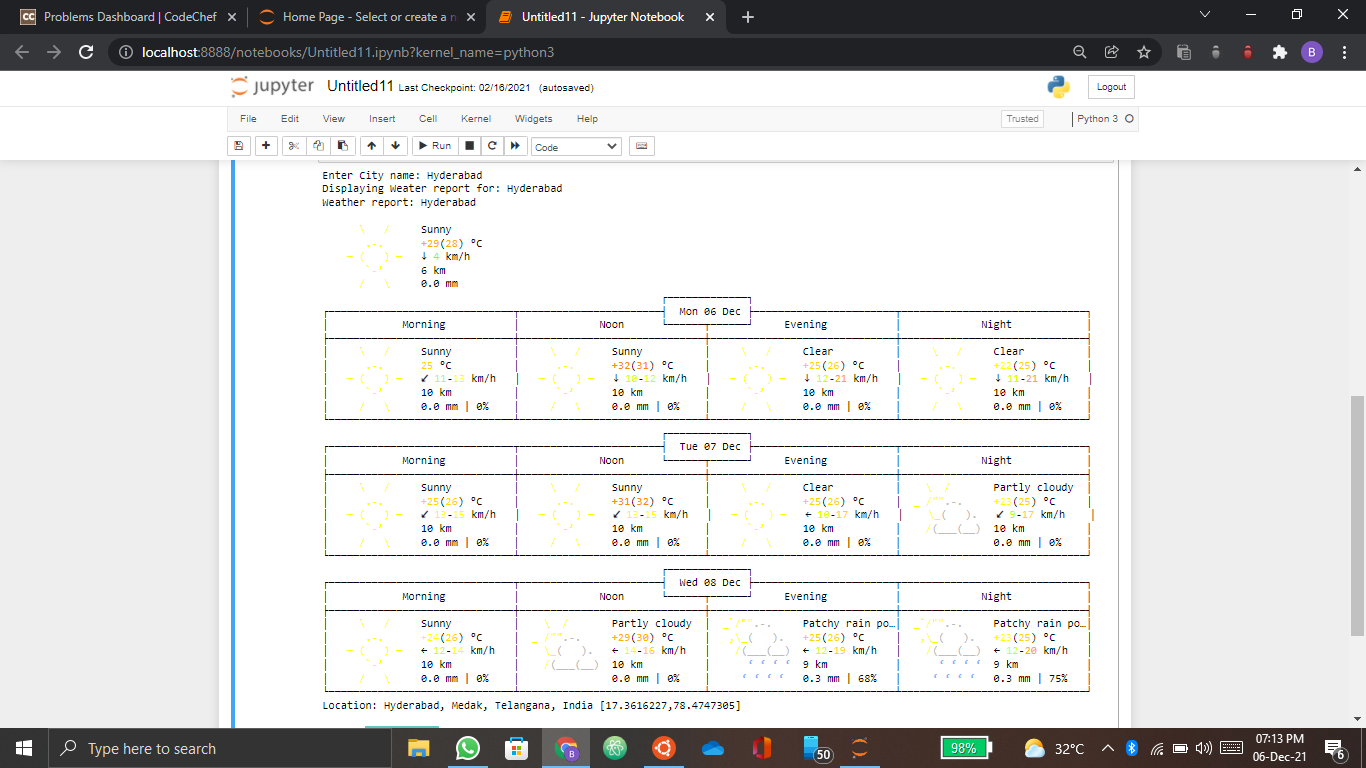 Problems Dashboard | CodeChef
Home Page - Select or create a n
Untitled11 - Jupyter Notebook
localhost:8888/notebooks/Untitled11.ipynb?kernel_name=python3
B
jupyter Untitled11 Last Checkpoint: 02/16/2021 (autosaved)
Logout
File Edit View Insert Cell Kernel Widgets Help
Trusted Python 3
Run Code
Enter City name: Hyderabad
Displaying Weater report for: Hyderabad
Weather report: Hyderabad
Sunny
+29(28) °C
↓ 4 km/h
6 km
0.0 mm
Mon 06 Dec
Morning Noon Evening Night
Sunny Sunny Clear Clear
25 °C +32(31) °C +25(26) °C +22(25) °C
↙ 11-13 km/h ↓ 10-12 km/h ↓ 12-21 km/h ↓ 11-21 km/h
10 km 10 km 10 km 10 km
0.0 mm | 0% 0.0 mm | 0% 0.0 mm | 0% 0.0 mm | 0%
Tue 07 Dec
Morning Noon Evening Night
Sunny Sunny Clear Partly cloudy
+25(26) °C +31(32) °C +25(26) °C +23(25) °C
↙ 13-15 km/h ↙ 13-15 km/h ← 10-17 km/h ↙ 9-17 km/h
10 km 10 km 10 km 10 km
0.0 mm | 0% 0.0 mm | 0% 0.0 mm | 0% 0.0 mm | 0%
Wed 08 Dec
Morning Noon Evening Night
Sunny Partly cloudy Patchy rain po… Patchy rain po…
+24(26) °C +29(30) °C +25(26) °C +23(25) °C
← 12-14 km/h ← 14-16 km/h ← 12-19 km/h ← 12-20 km/h
10 km 10 km 9 km 9 km
0.0 mm | 0% 0.0 mm | 0% 0.3 mm | 68% 0.3 mm | 75%
Location: Hyderabad, Medak, Telangana, India [17.3616227,78.4747305]
Type here to search
50
98%
32°C
07:13 PM
06-Dec-21
6